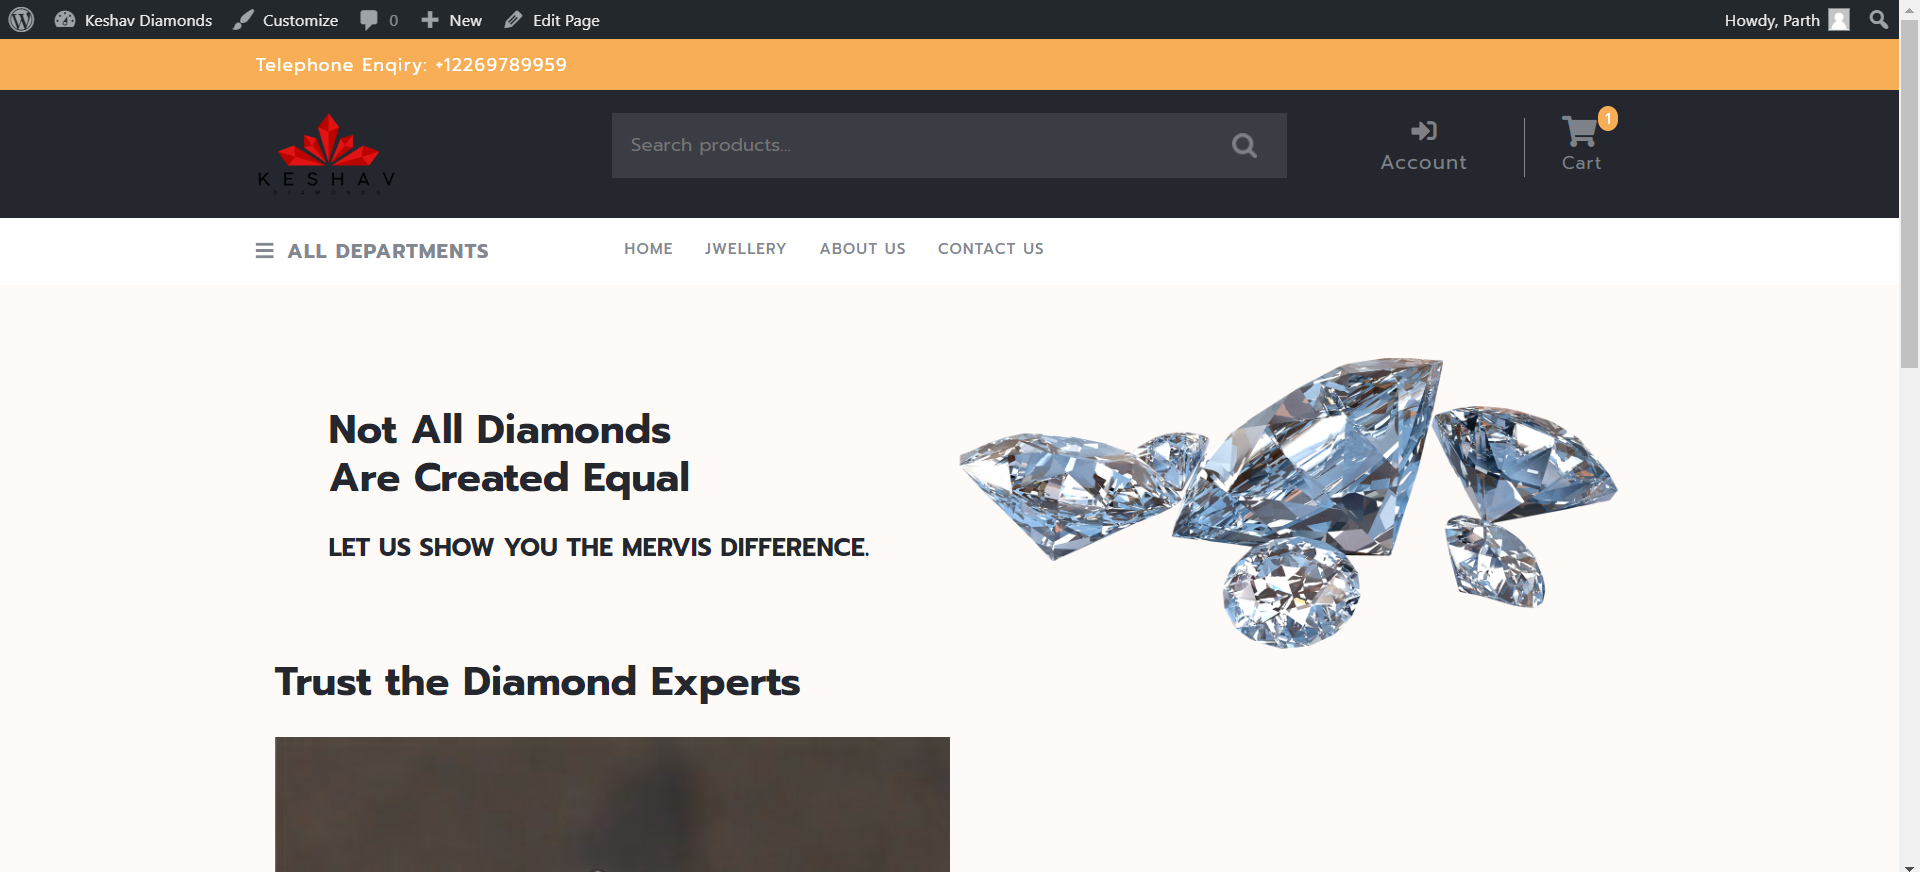 Keshav Diamonds Customize 0 New Edit Page Howdy, Parth
Telephone Enqiry: +12269789959
KESHAV
DIAMONDS
Search products...
Account
1
Cart
ALL DEPARTMENTS
HOME JWELLERY ABOUT US CONTACT US
Not All Diamonds
Are Created Equal
LET US SHOW YOU THE MERVIS DIFFERENCE.
Trust the Diamond Experts